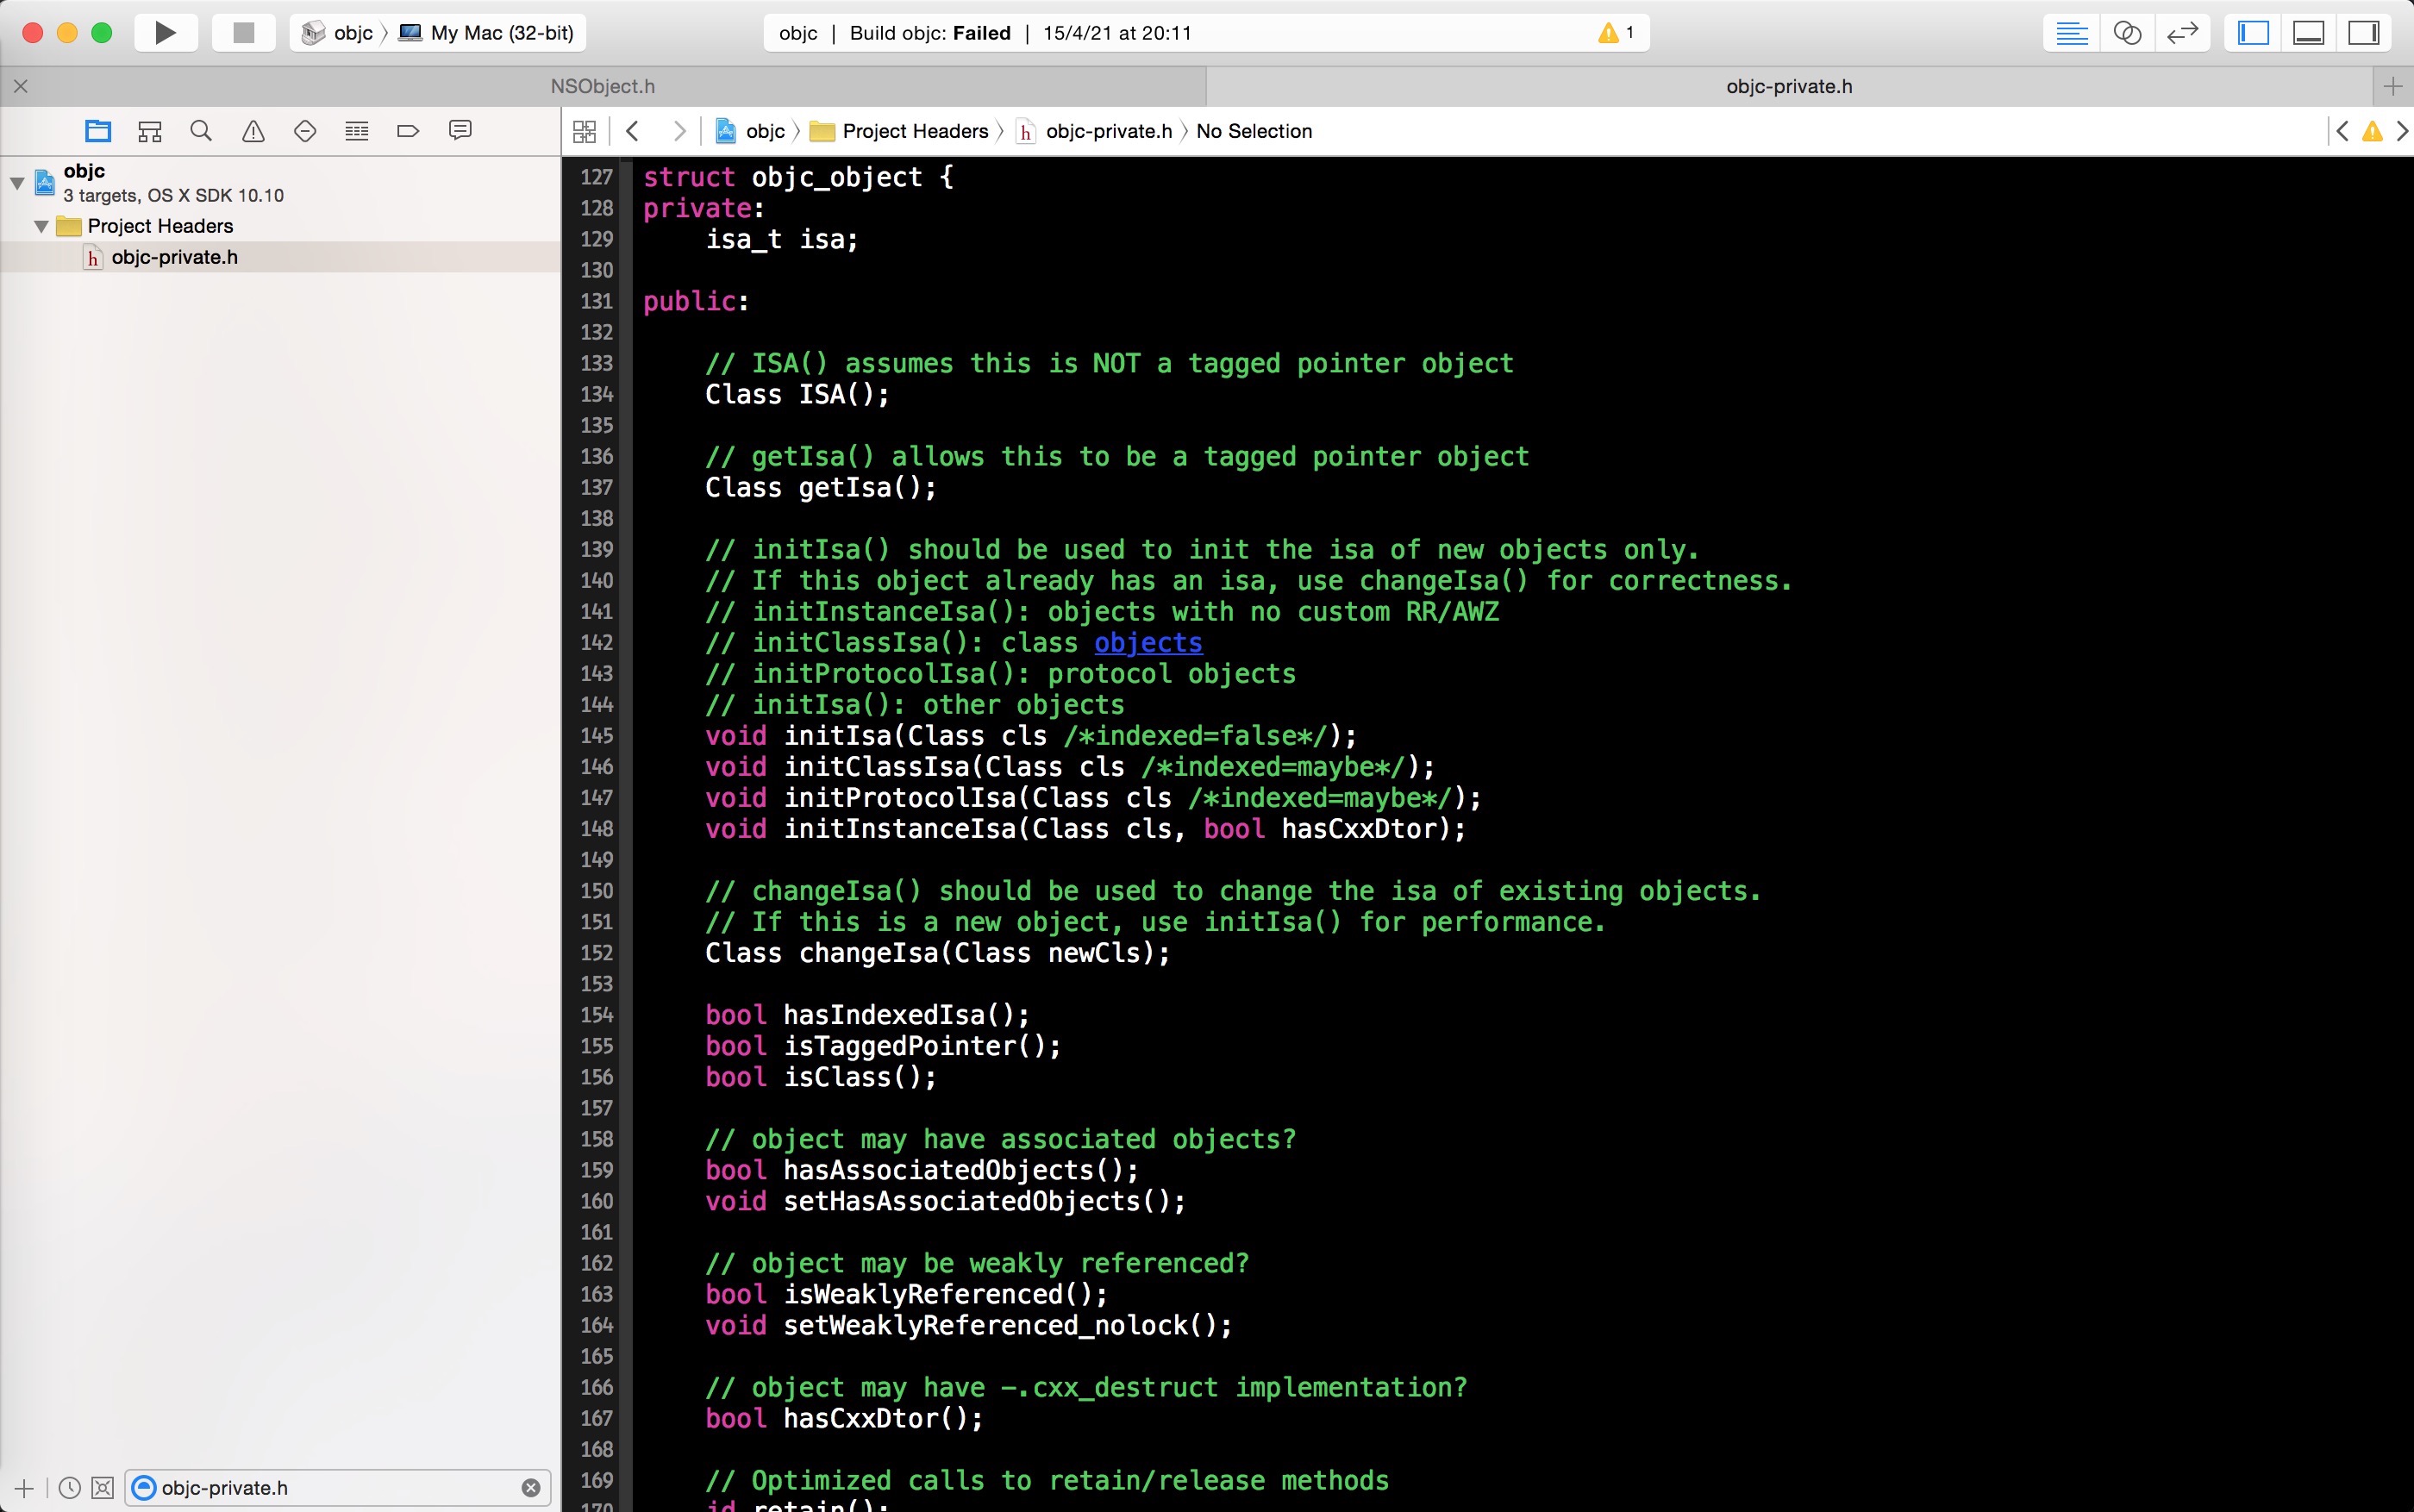 objc 〉 My Mac (32-bit)
objc | Build objc: Failed | 15/4/21 at 20:11
1
NSObject.h
objc-private.h
objc
3 targets, OS X SDK 10.10
Project Headers
h objc-private.h
objc 〉 Project Headers 〉 h objc-private.h 〉 No Selection
127 struct objc_object {
128 private:
129     isa_t isa;
130
131 public:
132
133     // ISA() assumes this is NOT a tagged pointer object
134     Class ISA();
135
136     // getIsa() allows this to be a tagged pointer object
137     Class getIsa();
138
139     // initIsa() should be used to init the isa of new objects only.
140     // If this object already has an isa, use changeIsa() for correctness.
141     // initInstanceIsa(): objects with no custom RR/AWZ
142     // initClassIsa(): class objects
143     // initProtocolIsa(): protocol objects
144     // initIsa(): other objects
145     void initIsa(Class cls /*indexed=false*/);
146     void initClassIsa(Class cls /*indexed=maybe*/);
147     void initProtocolIsa(Class cls /*indexed=maybe*/);
148     void initInstanceIsa(Class cls, bool hasCxxDtor);
149
150     // changeIsa() should be used to change the isa of existing objects.
151     // If this is a new object, use initIsa() for performance.
152     Class changeIsa(Class newCls);
153
154     bool hasIndexedIsa();
155     bool isTaggedPointer();
156     bool isClass();
157
158     // object may have associated objects?
159     bool hasAssociatedObjects();
160     void setHasAssociatedObjects();
161
162     // object may be weakly referenced?
163     bool isWeaklyReferenced();
164     void setWeaklyReferenced_nolock();
165
166     // object may have -.cxx_destruct implementation?
167     bool hasCxxDtor();
168
169     // Optimized calls to retain/release methods
170     id retain();
objc-private.h